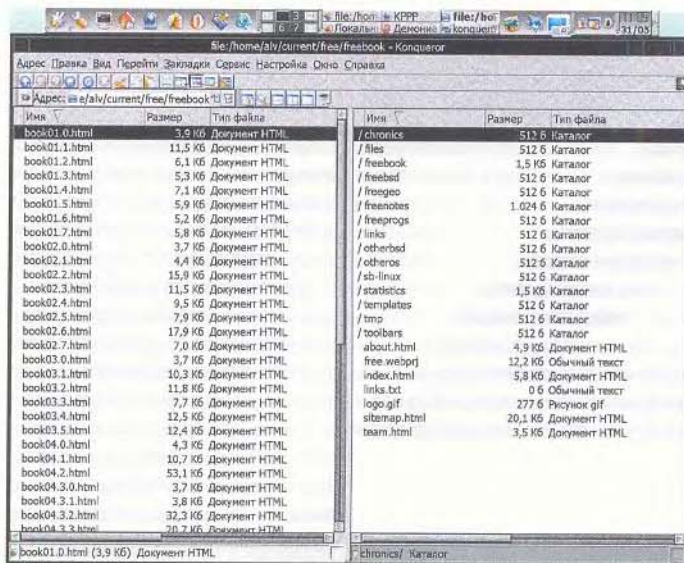 file:/hom KPPP file:/hom
Локальн Демоние konquer 31/03
file:/home/alv/current/free/freebook - Konqueror
Адрес Правка Вид Перейти Закладки Сервис Настройка Окно Справка
Адрес: e/alv/current/free/freebook
Имя Размер Тип файла
book01.0.html 3,9 Кб Документ HTML
book01.1.html 11,5 Кб Документ HTML
book01.2.html 6,1 Кб Документ HTML
book01.3.html 5,3 Кб Документ HTML
book01.4.html 7,1 Кб Документ HTML
book01.5.html 5,9 Кб Документ HTML
book01.6.html 5,2 Кб Документ HTML
book01.7.html 5,8 Кб Документ HTML
book02.0.html 3,7 Кб Документ HTML
book02.1.html 4,4 Кб Документ HTML
book02.2.html 15,9 Кб Документ HTML
book02.3.html 11,5 Кб Документ HTML
book02.4.html 9,5 Кб Документ HTML
book02.5.html 7,9 Кб Документ HTML
book02.6.html 17,9 Кб Документ HTML
book02.7.html 7,0 Кб Документ HTML
book03.0.html 3,7 Кб Документ HTML
book03.1.html 10,3 Кб Документ HTML
book03.2.html 11,8 Кб Документ HTML
book03.3.html 7,7 Кб Документ HTML
book03.4.html 12,5 Кб Документ HTML
book03.5.html 12,4 Кб Документ HTML
book04.0.html 4,3 Кб Документ HTML
book04.1.html 10,7 Кб Документ HTML
book04.2.html 53,1 Кб Документ HTML
book04.3.0.html 3,7 Кб Документ HTML
book04.3.1.html 3,8 Кб Документ HTML
book04.3.2.html 32,3 Кб Документ HTML
book04.3.3.html 20,7 Кб Документ HTML
book01.0.html (3,9 Кб) Документ HTML
Имя Размер Тип файла
/ chronics 512 б Каталог
/ files 512 б Каталог
/ freebook 1,5 Кб Каталог
/ freebsd 512 б Каталог
/ freegeo 512 б Каталог
/ freenotes 1.024 б Каталог
/ freeprogs 512 б Каталог
/ links 512 б Каталог
/ otherbsd 512 б Каталог
/ otheros 512 б Каталог
/ sb-linux 512 б Каталог
/ statistics 1,5 Кб Каталог
/ templates 512 б Каталог
/ tmp 512 б Каталог
/ toolbars 512 б Каталог
about.html 4,9 Кб Документ HTML
free.webprj 12,2 Кб Обычный текст
index.html 5,8 Кб Документ HTML
links.txt 0 б Обычный текст
logo.gif 277 б Рисунок gif
sitemap.html 20,1 Кб Документ HTML
team.html 3,5 Кб Документ HTML
chronics/ Каталог